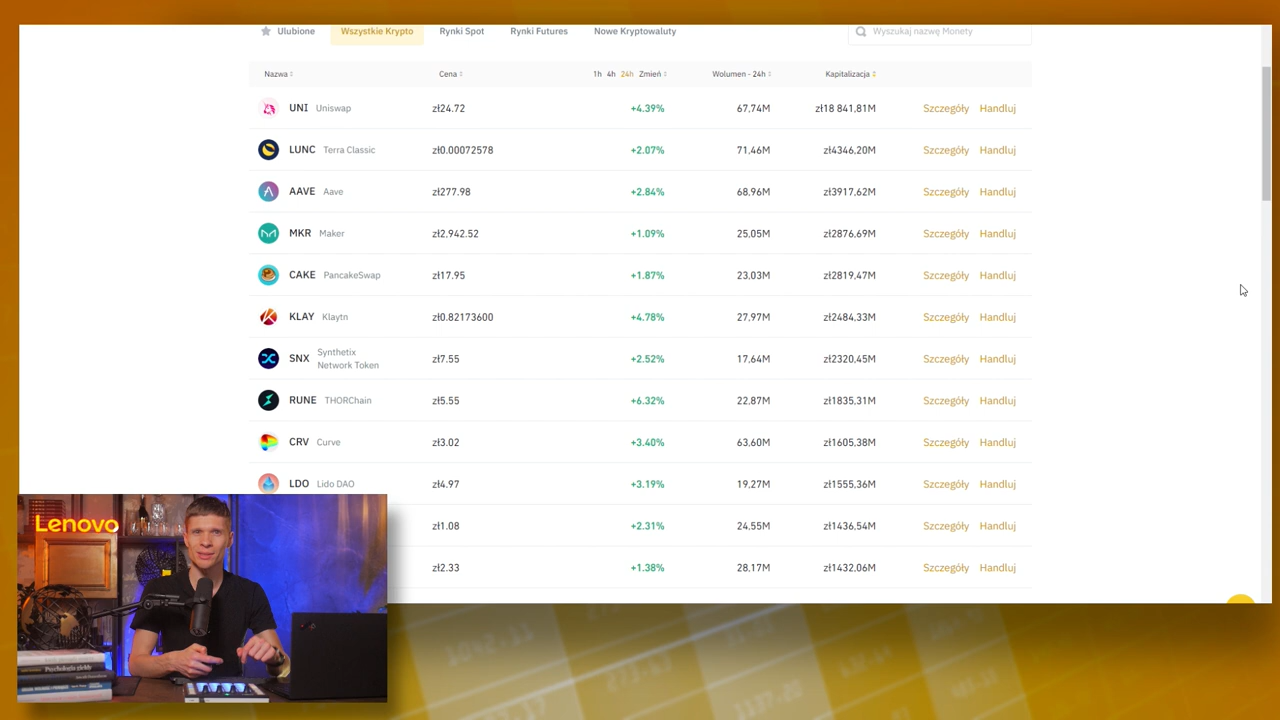 Ulubione Wszystkie Krypto Rynki Spot Rynki Futures Nowe Kryptowaluty Wyszukaj nazwę Monety
Nazwa Cena 1h 4h 24h Zmień Wolumen - 24h Kapitalizacja
UNI Uniswap zł24.72 +4.39% 67,74M zł18 841,81M Szczegóły Handluj
LUNC Terra Classic zł0.00072578 +2.07% 71,46M zł4346,20M Szczegóły Handluj
AAVE Aave zł277.98 +2.84% 68,96M zł3917,62M Szczegóły Handluj
MKR Maker zł2.942.52 +1.09% 25,05M zł2876,69M Szczegóły Handluj
CAKE PancakeSwap zł17.95 +1.87% 23,03M zł2819,47M Szczegóły Handluj
KLAY Klaytn zł0.82173600 +4.78% 27,97M zł2484,33M Szczegóły Handluj
SNX Synthetix Network Token zł7.55 +2.52% 17,64M zł2320,45M Szczegóły Handluj
RUNE THORChain zł5.55 +6.32% 22,87M zł1835,31M Szczegóły Handluj
CRV Curve zł3.02 +3.40% 63,60M zł1605,38M Szczegóły Handluj
LDO Lido DAO zł4.97 +3.19% 19,27M zł1555,36M Szczegóły Handluj
zł1.08 +2.31% 24,55M zł1436,54M Szczegóły Handluj
zł2.33 +1.38% 28,17M zł1432,06M Szczegóły Handluj
Lenovo
Psychologia giełdy